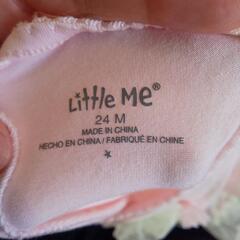 Little Me®
24 M
MADE IN CHINA
HECHO EN CHINA / FABRIQUÉ EN CHINE